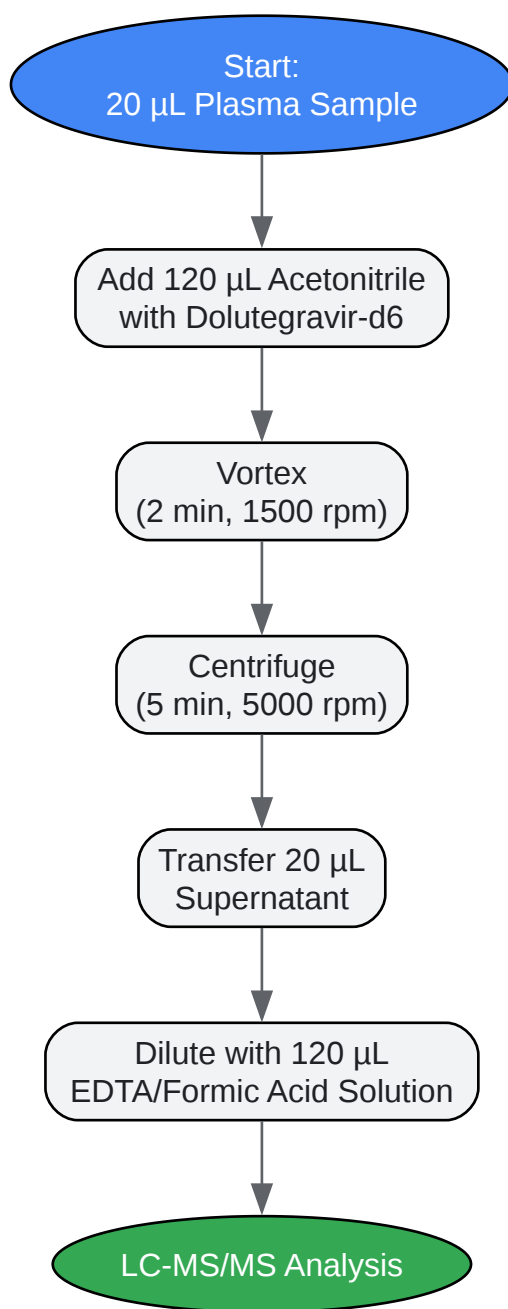 Start:
20 µL Plasma Sample
Add 120 µL Acetonitrile
with Dolutegravir-d6
Vortex
(2 min, 1500 rpm)
Centrifuge
(5 min, 5000 rpm)
Transfer 20 µL
Supernatant
Dilute with 120 µL
EDTA/Formic Acid Solution
LC-MS/MS Analysis